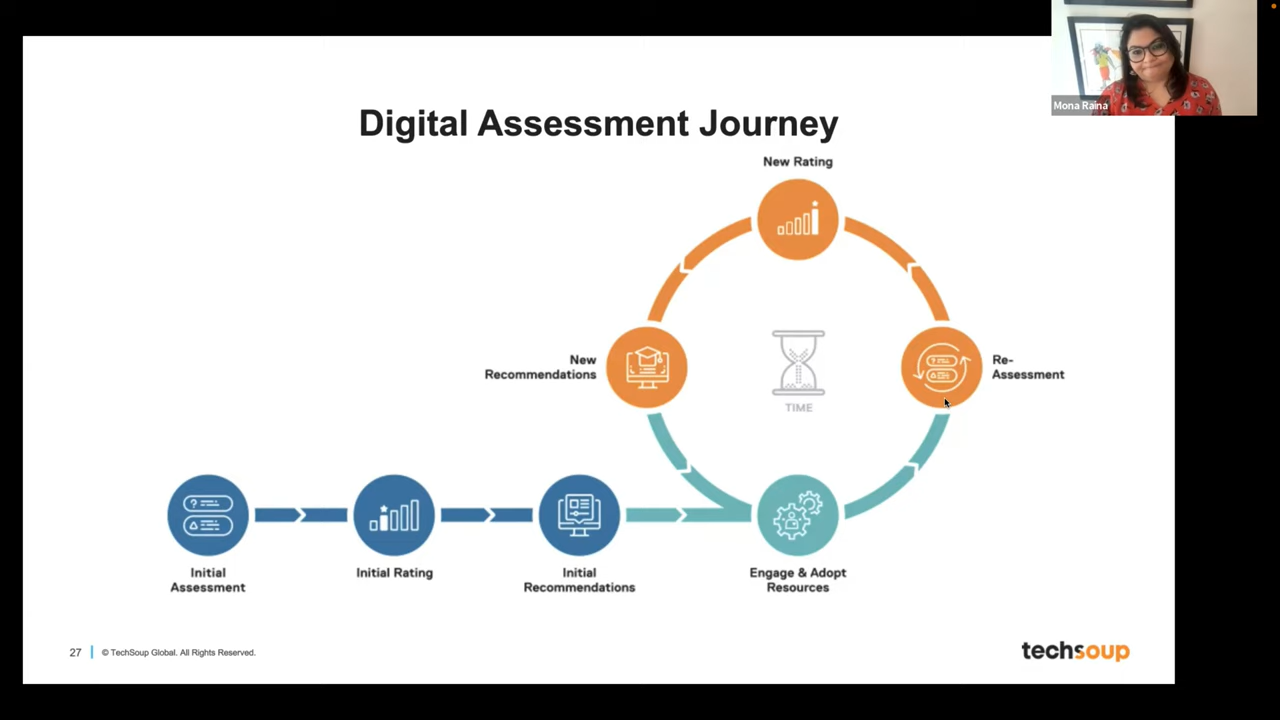 Mona Raina
Digital Assessment Journey
New Rating
New
Recommendations
Re-
Assessment
TIME
Initial
Assessment
Initial Rating
Initial
Recommendations
Engage & Adopt
Resources
27
© TechSoup Global. All Rights Reserved.
techsoup